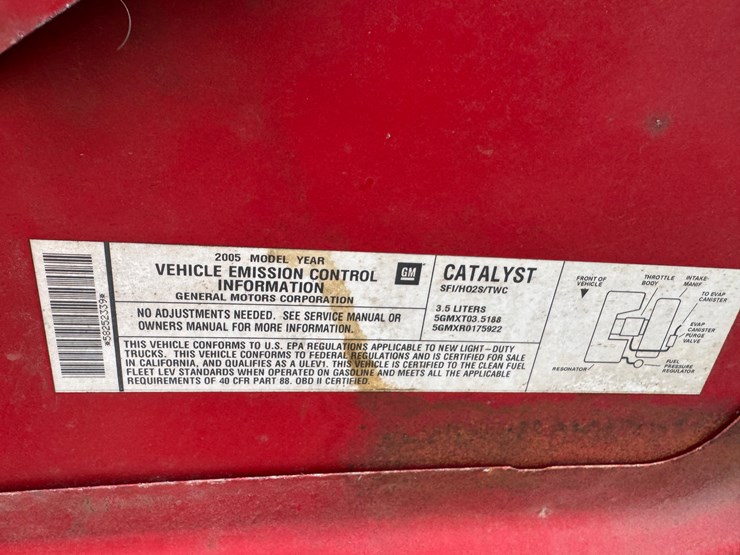 *58252339*
2005 MODEL YEAR
VEHICLE EMISSION CONTROL
INFORMATION
GENERAL MOTORS CORPORATION
GM
NO ADJUSTMENTS NEEDED. SEE SERVICE MANUAL OR
OWNERS MANUAL FOR MORE INFORMATION.
CATALYST
SFI/HO2S/TWC
3.5 LITERS
5GMXT03.5188
5GMXR0175922
THIS VEHICLE CONFORMS TO U.S. EPA REGULATIONS APPLICABLE TO NEW LIGHT-DUTY
TRUCKS. THIS VEHICLE CONFORMS TO FEDERAL REGULATIONS AND IS CERTIFIED FOR SALE
IN CALIFORNIA, AND QUALIFIES AS A ULEV1. THIS VEHICLE IS CERTIFIED TO THE CLEAN FUEL
FLEET LEV STANDARDS WHEN OPERATED ON GASOLINE AND MEETS ALL THE APPLICABLE
REQUIREMENTS OF 40 CFR PART 88. OBD II CERTIFIED.
FRONT OF
VEHICLE
THROTTLE
BODY
INTAKE
MANIF
TO EVAP
CANISTER
EVAP
CANISTER
PURGE
VALVE
FUEL
PRESSURE
REGULATOR
RESONATOR